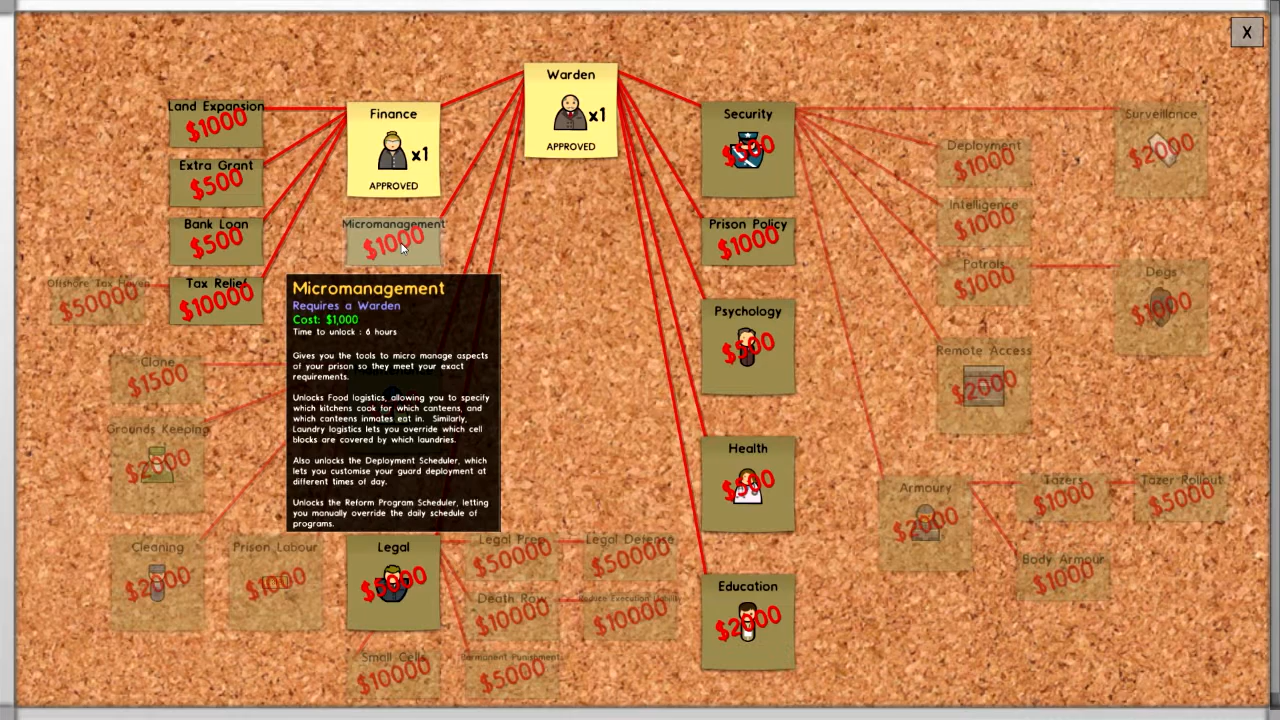 X
Warden
x1
APPROVED
Land Expansion
$1000
Finance
x1
APPROVED
Security
$500
Surveillance
$2000
Extra Grant
$500
Deployment
$1000
Bank Loan
$500
Micromanagement
$1000
Prison Policy
$1000
Intelligence
$1000
Offshore Tax Haven
$50000
Tax Relief
$10000
Patrols
$1000
Dogs
$1000
Micromanagement
Requires a Warden
Cost: $1,000
Time to unlock : 6 hours
Gives you the tools to micro manage aspects
of your prison so they meet your exact
requirements.
Unlocks Food logistics, allowing you to specify
which kitchens cook for which canteens, and
which canteens inmates eat in. Similarly,
Laundry logistics lets you override which cell
blocks are covered by which laundries.
Also unlocks the Deployment Scheduler, which
lets you customise your guard deployment at
different times of day.
Unlocks the Reform Program Scheduler, letting
you manually override the daily schedule of
programs.
Psychology
$500
Clone
$1500
Remote Access
$2000
Grounds Keeping
$2000
Health
$500
Armoury
$2000
Tazers
$1000
Tazer Rollout
$5000
Cleaning
$2000
Prison Labour
$1000
Legal
$5000
Legal Prep
$50000
Legal Defense
$50000
Body Armour
$1000
Education
$2000
Death Row
$10000
Reduce Execution Liability
$10000
Small Cells
$10000
Permanent Punishment
$5000